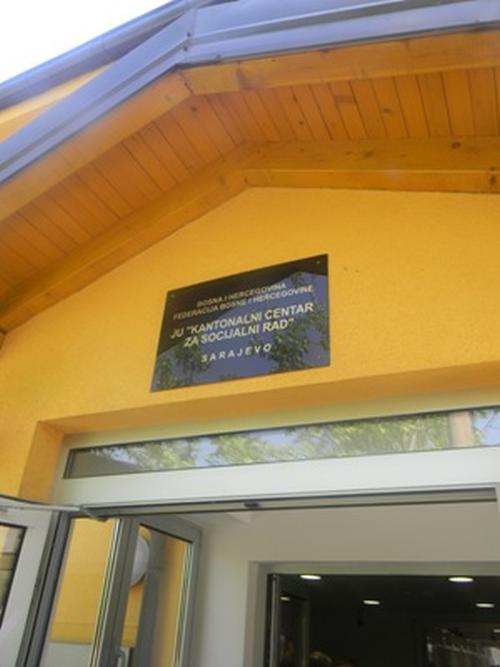 BOSNA I HERCEGOVINA
FEDERACIJA BOSNE I HERCEGOVINE
JU "KANTONALNI CENTAR
ZA SOCIJALNI RAD"
SARAJEVO